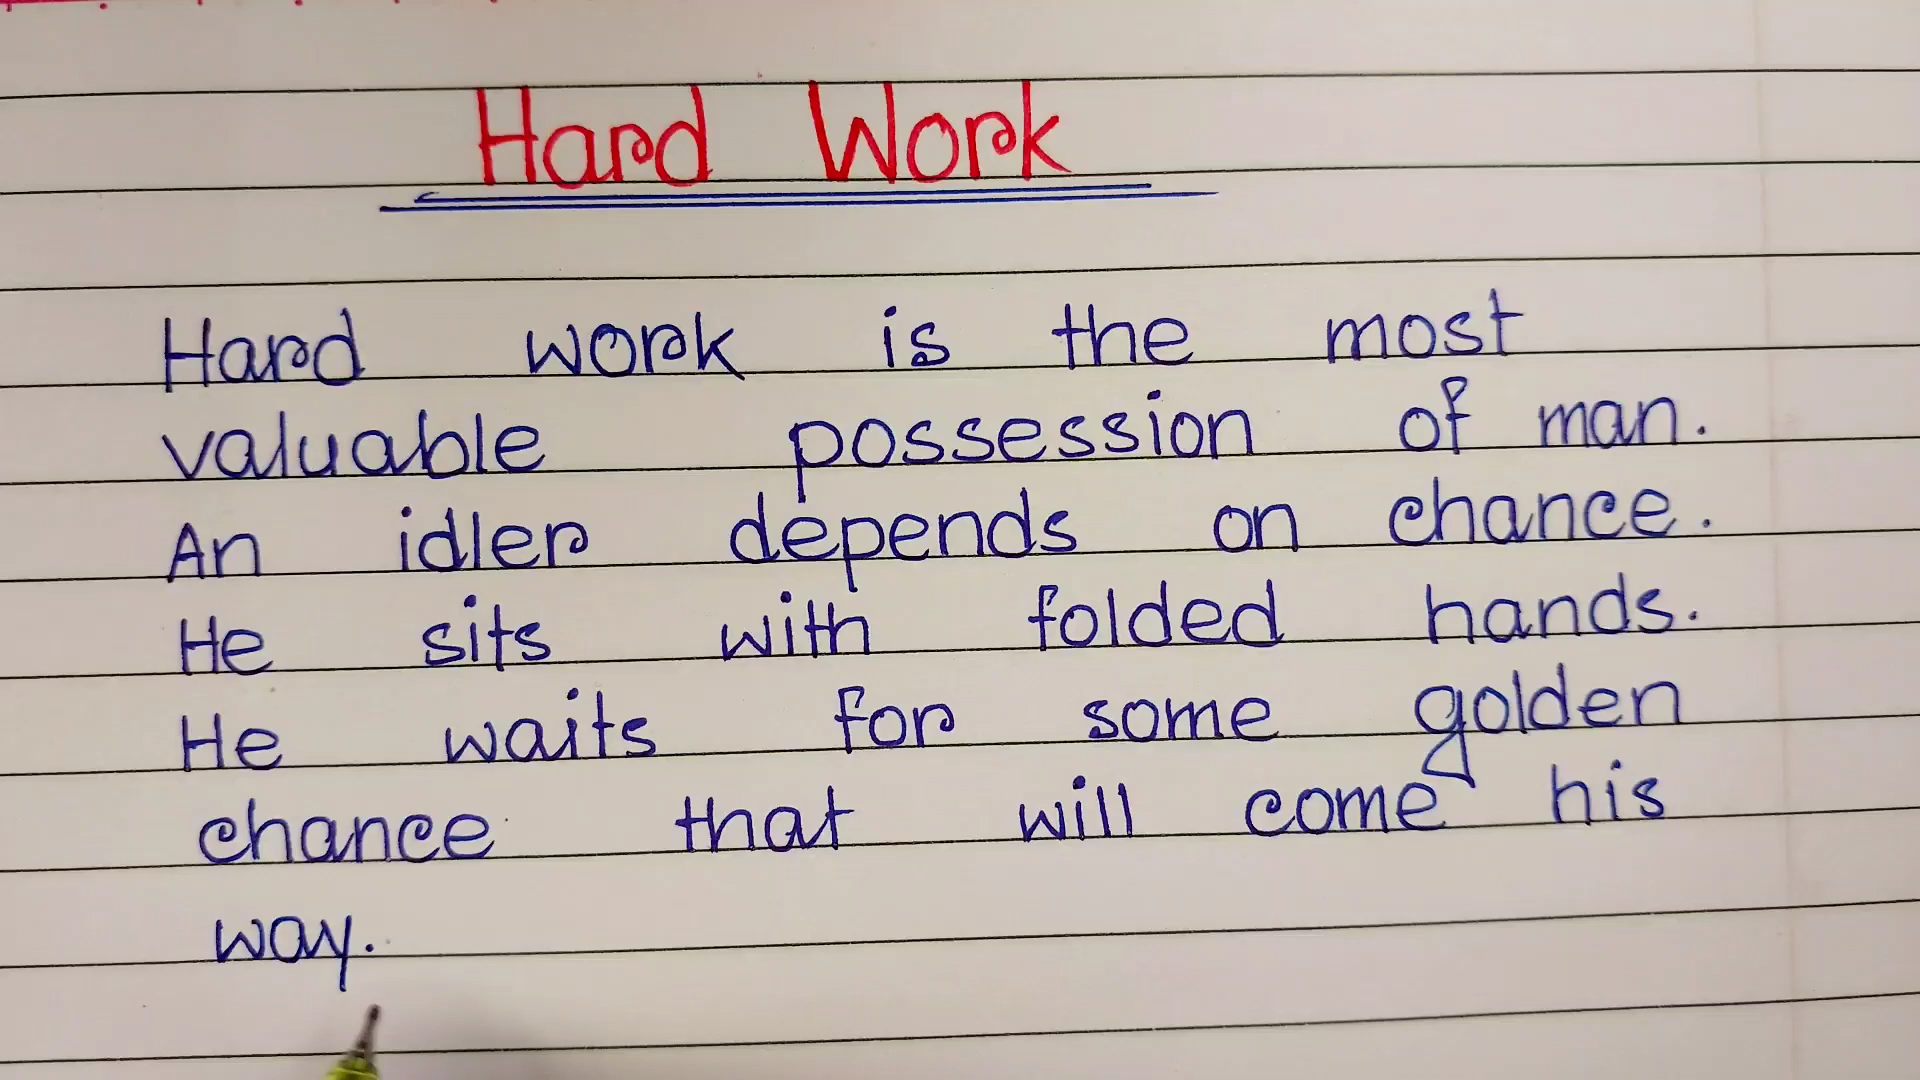 Hard Work
Hard work is the most
valuable possession of man.
An idler depends on chance.
He sits with folded hands.
He waits for some golden
chance that will come his
way.